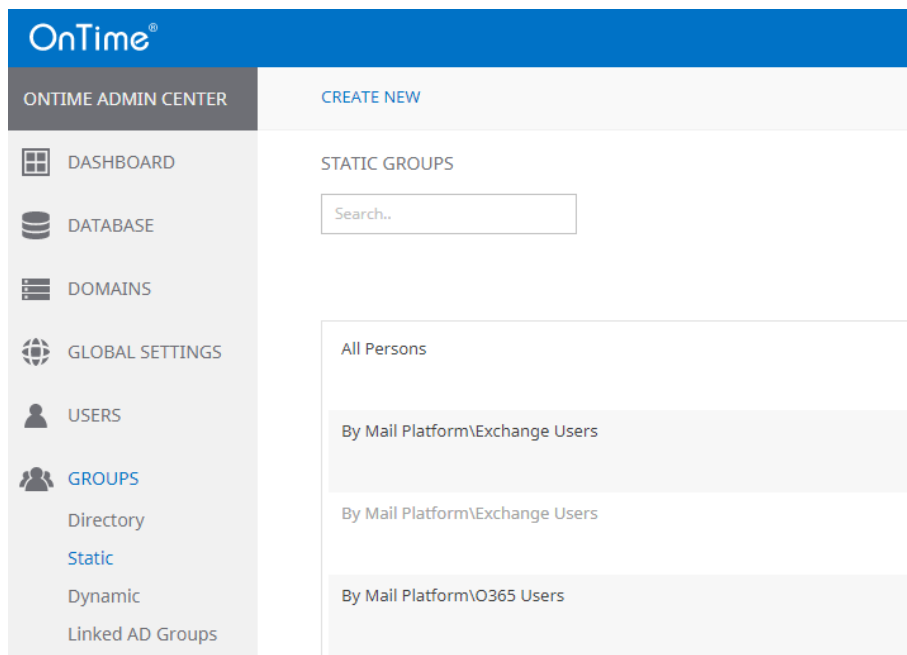 OnTime®
ONTIME ADMIN CENTER
CREATE NEW
DASHBOARD
DATABASE
DOMAINS
GLOBAL SETTINGS
USERS
GROUPS
Directory
Static
Dynamic
Linked AD Groups
STATIC GROUPS
Search..
All Persons
By Mail Platform\Exchange Users
By Mail Platform\Exchange Users
By Mail Platform\O365 Users